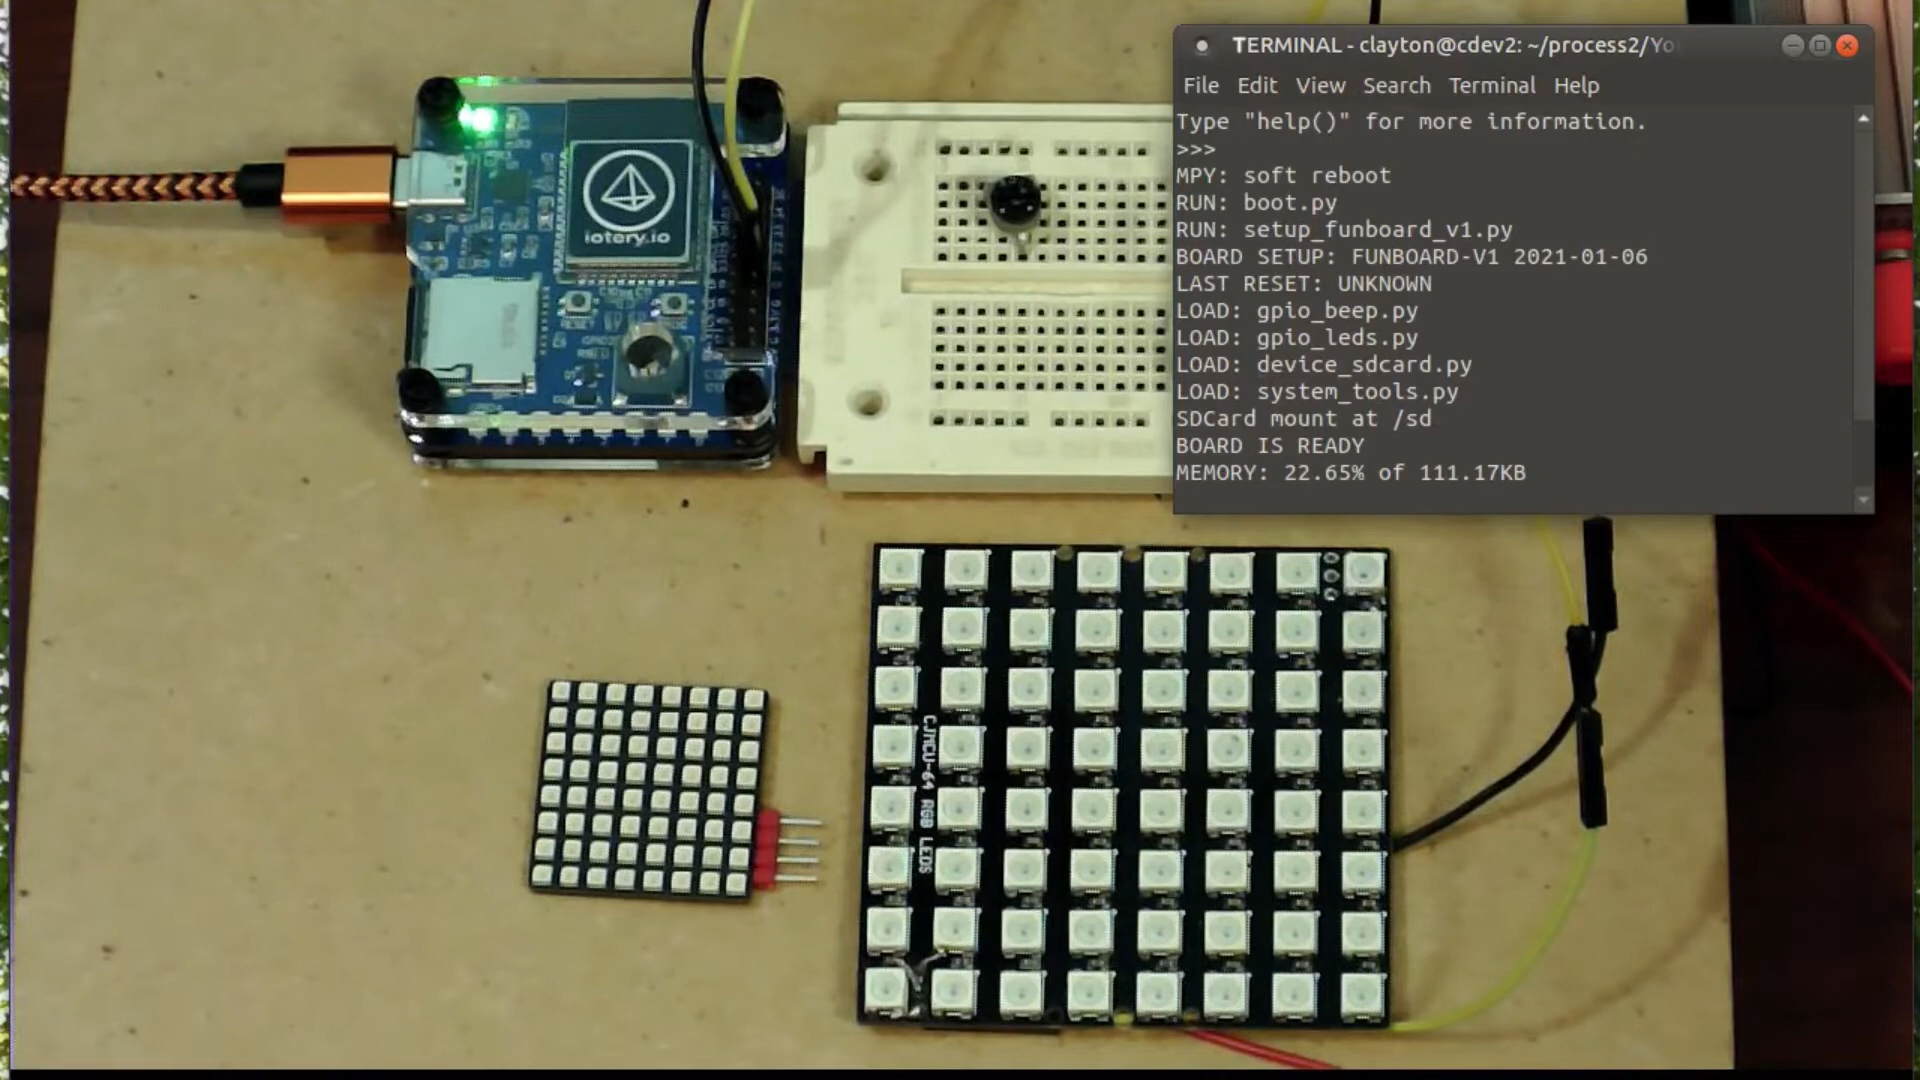 TERMINAL - clayton@cdev2: ~/process2/Yo
File Edit View Search Terminal Help
Type "help()" for more information.
>>>
MPY: soft reboot
RUN: boot.py
RUN: setup_funboard_v1.py
BOARD SETUP: FUNBOARD-V1 2021-01-06
LAST RESET: UNKNOWN
LOAD: gpio_beep.py
LOAD: gpio_leds.py
LOAD: device_sdcard.py
LOAD: system_tools.py
SDCard mount at /sd
BOARD IS READY
MEMORY: 22.65% of 111.17KB
iotery.io
RESET
CJMCU-64 RGB LEDS